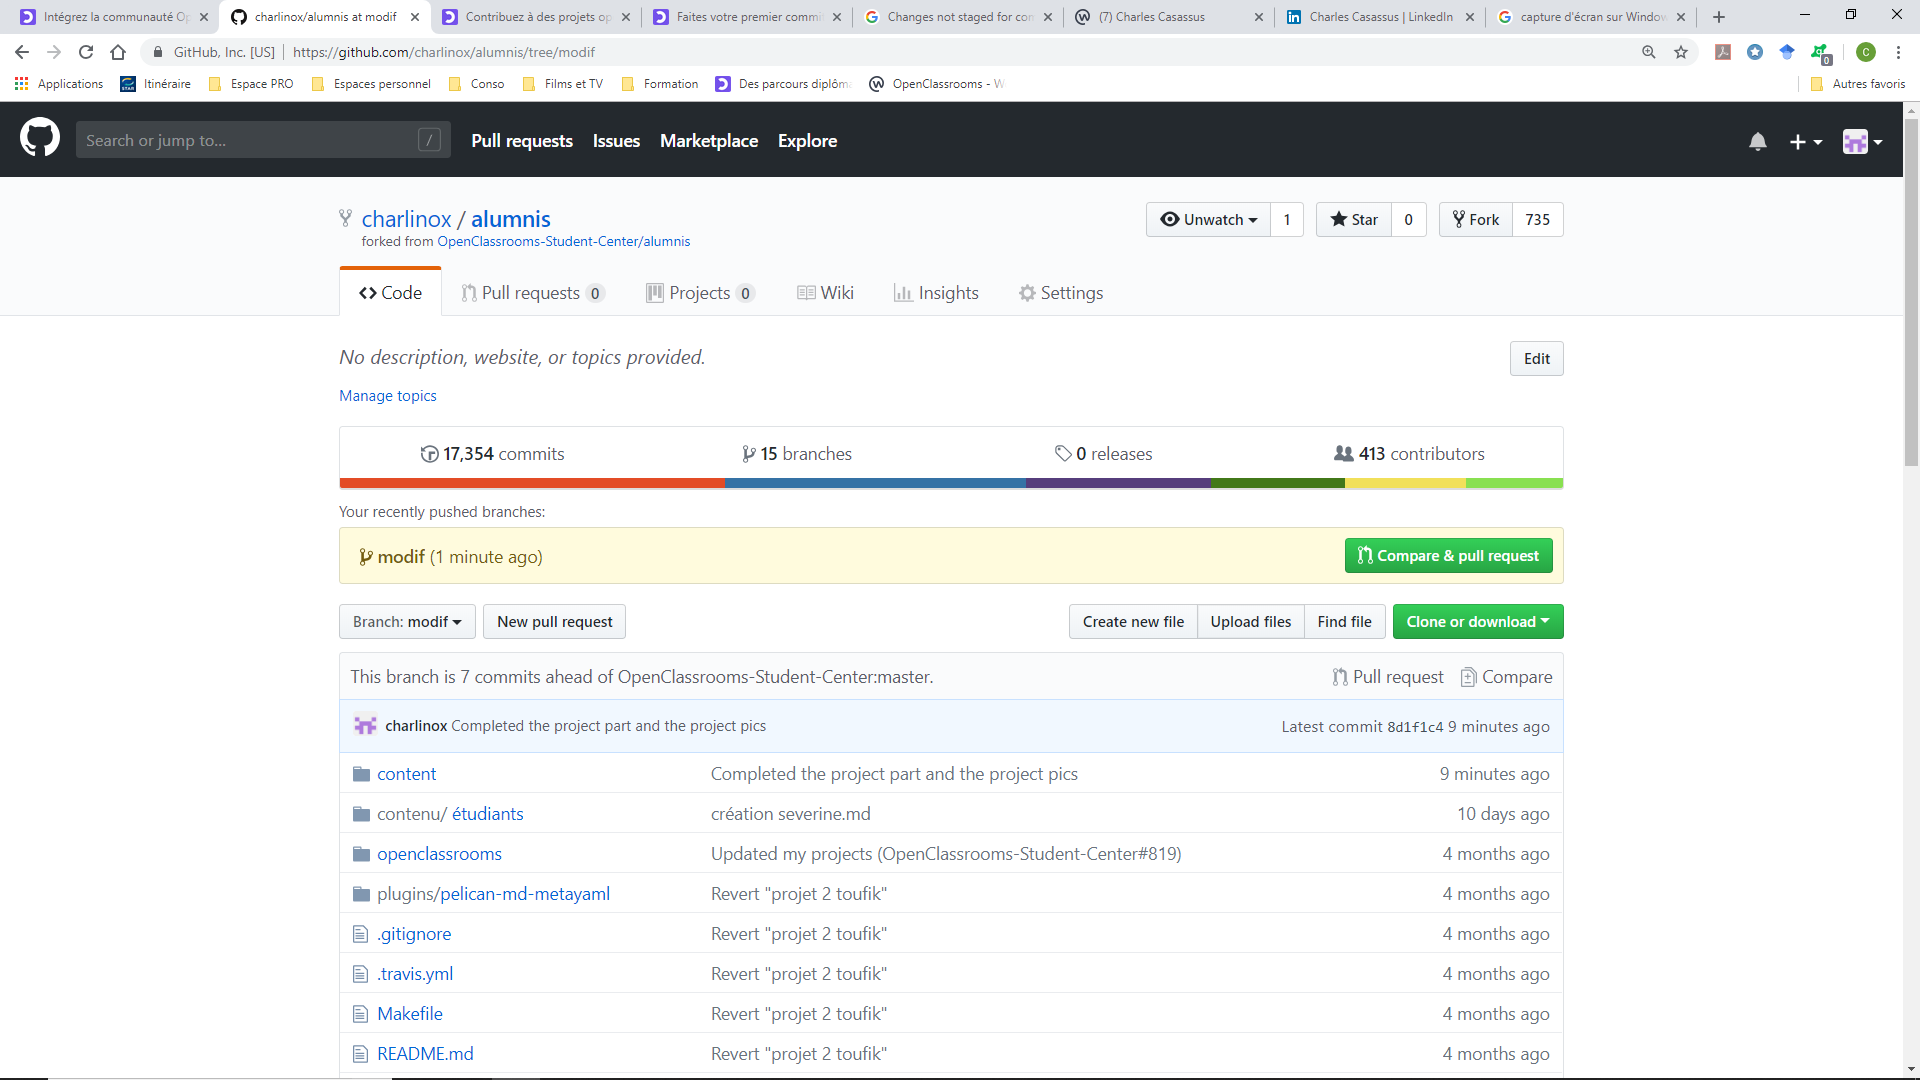 Intégrez la communauté Op
charlinox/alumnis at modif
Contribuez à des projets op
Faites votre premier commi
Changes not staged for com
(7) Charles Casassus
Charles Casassus | LinkedIn
capture d'écran sur Window
GitHub, Inc. [US] | https://github.com/charlinox/alumnis/tree/modif
0
C
Applications
Itinéraire
Espace PRO
Espaces personnel
Conso
Films et TV
Formation
Des parcours diplôm
OpenClassrooms - W
Autres favoris
Search or jump to... /
Pull requests
Issues
Marketplace
Explore
charlinox / alumnis
forked from OpenClassrooms-Student-Center/alumnis
Unwatch 1
Star 0
Fork 735
Code
Pull requests 0
Projects 0
Wiki
Insights
Settings
No description, website, or topics provided.
Edit
Manage topics
17,354 commits
15 branches
0 releases
413 contributors
Your recently pushed branches:
modif (1 minute ago)
Compare & pull request
Branch: modif
New pull request
Create new file
Upload files
Find file
Clone or download
This branch is 7 commits ahead of OpenClassrooms-Student-Center:master.
Pull request
Compare
charlinox Completed the project part and the project pics
Latest commit 8d1f1c4 9 minutes ago
content Completed the project part and the project pics 9 minutes ago
contenu/ étudiants création severine.md 10 days ago
openclassrooms Updated my projects (OpenClassrooms-Student-Center#819) 4 months ago
plugins/pelican-md-metayaml Revert "projet 2 toufik" 4 months ago
.gitignore Revert "projet 2 toufik" 4 months ago
.travis.yml Revert "projet 2 toufik" 4 months ago
Makefile Revert "projet 2 toufik" 4 months ago
README.md Revert "projet 2 toufik" 4 months ago